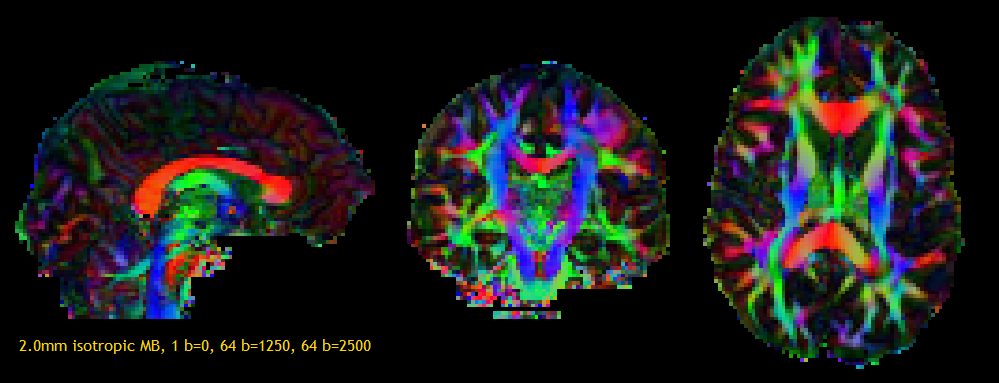 2.0mm isotropic MB, 1 b=0, 64 b=1250, 64 b=2500